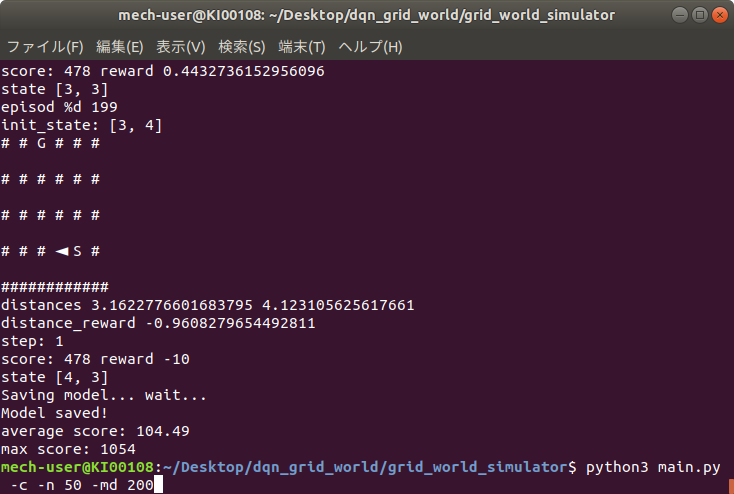 mech-user@KI00108: ~/Desktop/dqn_grid_world/grid_world_simulator
ファイル(F) 編集(E) 表示(V) 検索(S) 端末(T) ヘルプ(H)
score: 478 reward 0.4432736152956096
state [3, 3]
episod %d 199
init_state: [3, 4]
# # G # # #
# # # # # #
# # # # # #
# # # ◄ S #
############
distances 3.1622776601683795 4.123105625617661
distance_reward -0.9608279654492811
step: 1
score: 478 reward -10
state [4, 3]
Saving model... wait...
Model saved!
average score: 104.49
max score: 1054
mech-user@KI00108:~/Desktop/dqn_grid_world/grid_world_simulator$ python3 main.py
-c -n 50 -md 200